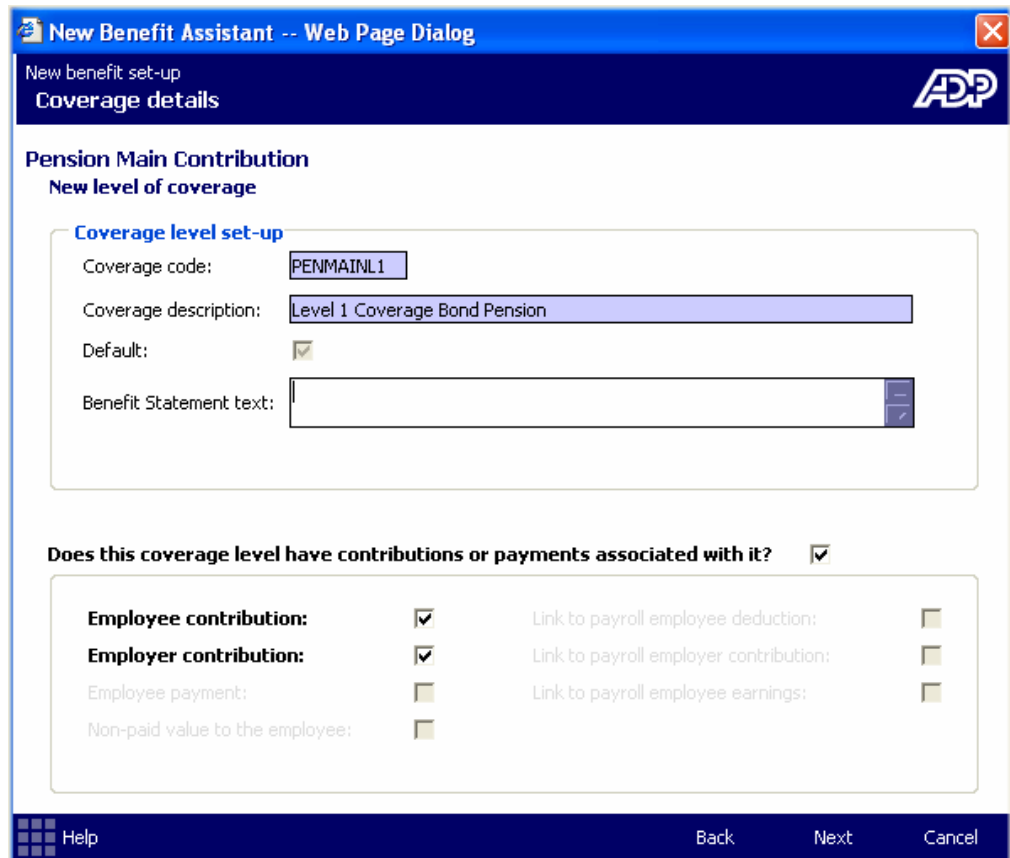 New Benefit Assistant -- Web Page Dialog
New benefit set-up
Coverage details
ADP
Pension Main Contribution
New level of coverage
Coverage level set-up
Coverage code: PENMAINL1
Coverage description: Level 1 Coverage Bond Pension
Default:
Benefit Statement text:
Does this coverage level have contributions or payments associated with it?
Employee contribution: Link to payroll employee deduction:
Employer contribution: Link to payroll employer contribution:
Employee payment: Link to payroll employee earnings:
Non-paid value to the employee:
Help Back Next Cancel